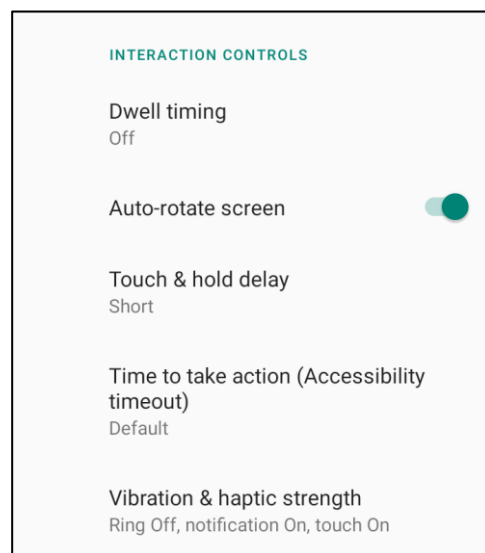 INTERACTION CONTROLS
Dwell timing
Off
Auto-rotate screen
Touch & hold delay
Short
Time to take action (Accessibility
timeout)
Default
Vibration & haptic strength
Ring Off, notification On, touch On